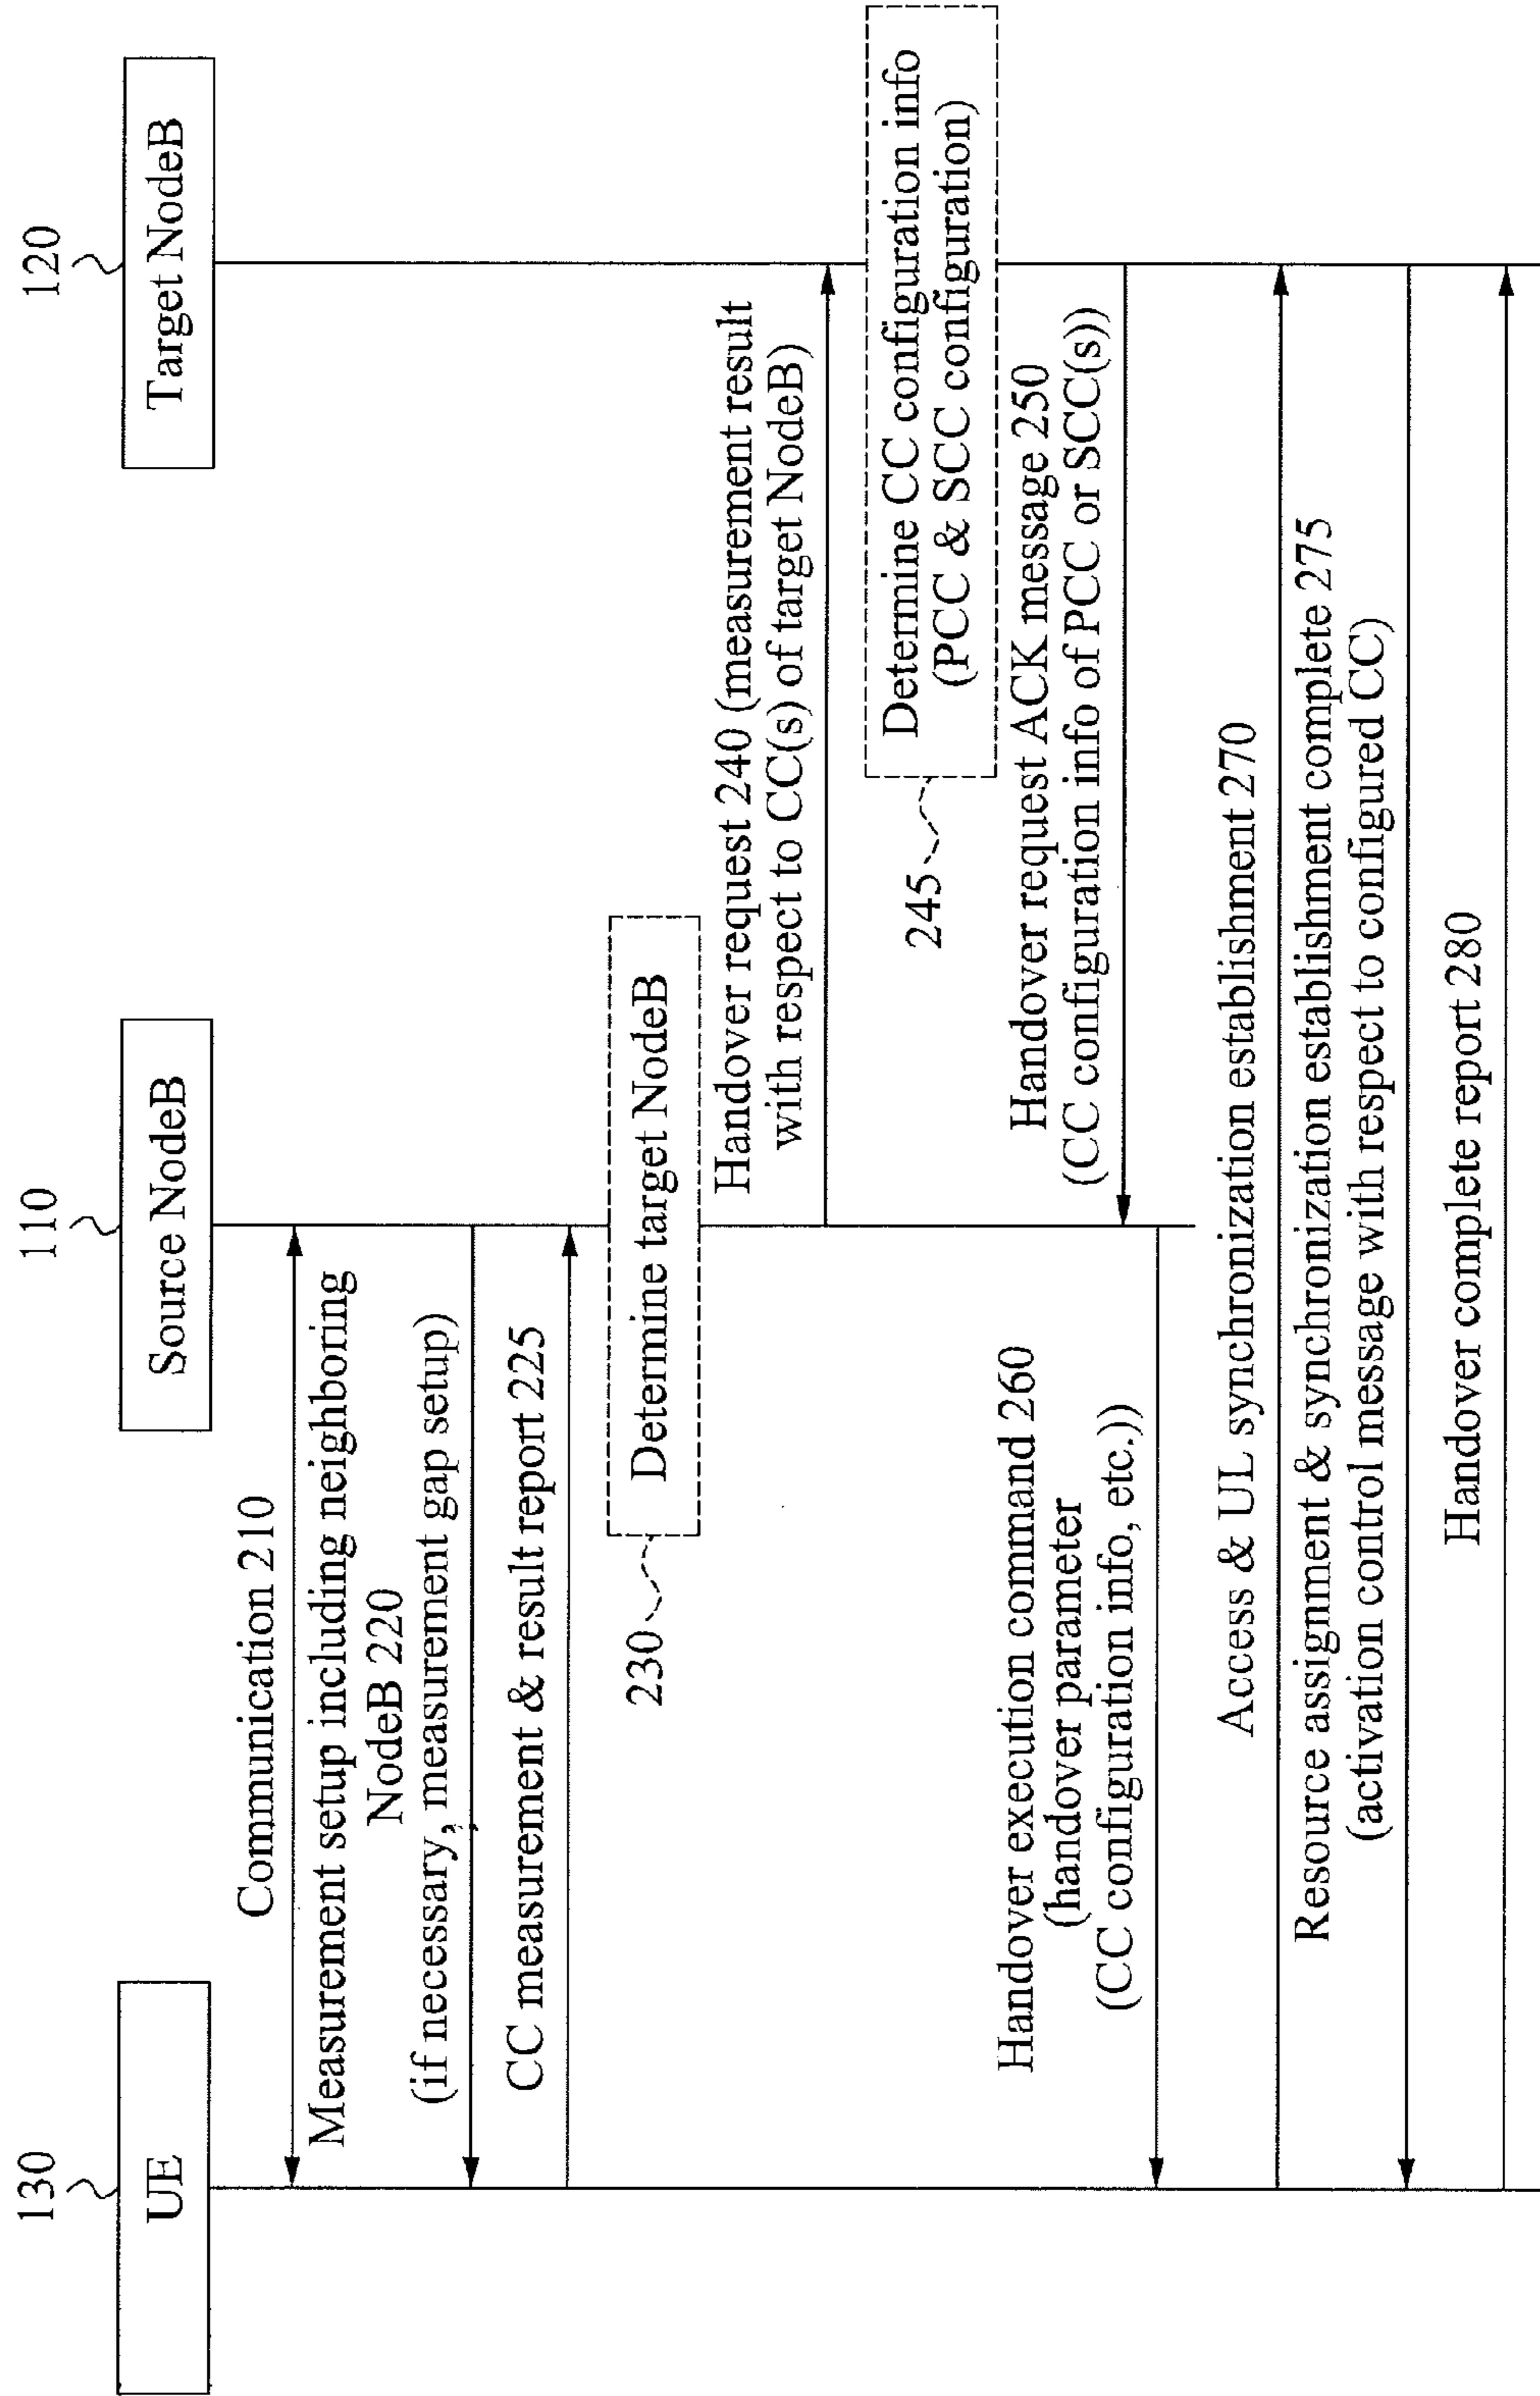 130
UE
110
Source NodeB
120
Target NodeB
Communication 210
Measurement setup including neighboring
NodeB 220
(if necessary, measurement gap setup)
CC measurement & result report 225
230
Determine target NodeB
Handover request 240 (measurement result
with respect to CC(s) of target NodeB)
245
Determine CC configuration info
(PCC & SCC configuration)
Handover request ACK message 250
(CC configuration info of PCC or SCC(s))
Handover execution command 260
(handover parameter
(CC configuration info, etc.))
Access & UL synchronization establishment 270
Resource assignment & synchronization establishment complete 275
(activation control message with respect to configured CC)
Handover complete report 280